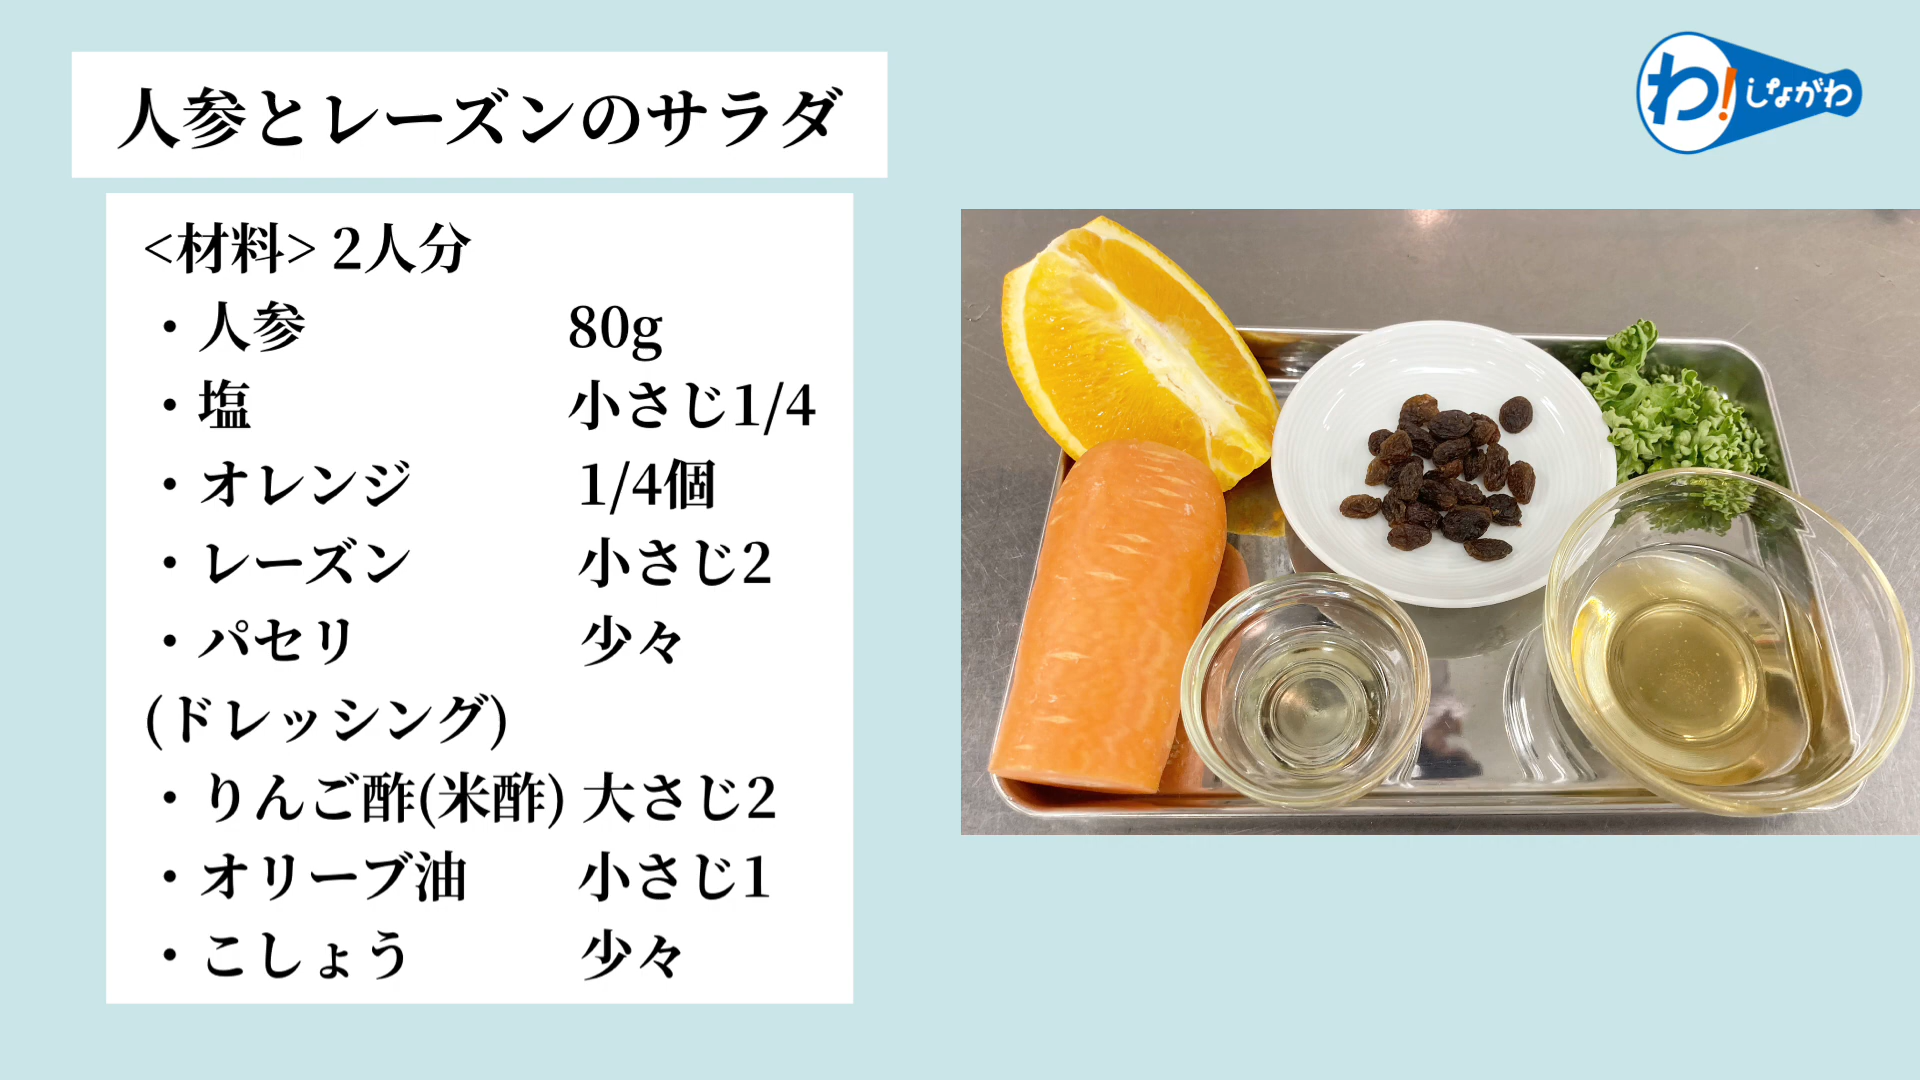 人参とレーズンのサラダ
わ!しながわ
<材料> 2人分
・人参 80g
・塩 小さじ1/4
・オレンジ 1/4個
・レーズン 小さじ2
・パセリ 少々
(ドレッシング)
・りんご酢(米酢) 大さじ2
・オリーブ油 小さじ1
・こしょう 少々